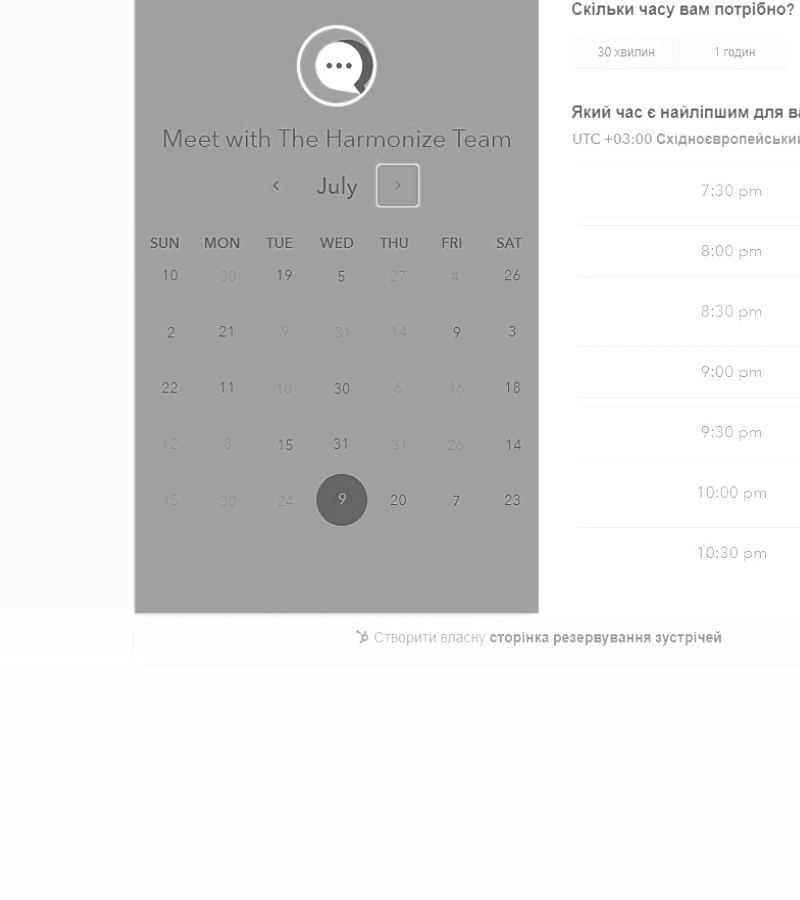 Meet with The Harmonize Team
July
SUN MON TUE WED THU FRI SAT
10 30 19 5 27 4 26
2 21 9 31 14 9 3
22 11 18 30 6 16 18
12 8 15 31 31 26 14
15 30 24 9 20 7 23
Скільки часу вам потрібно?
30 хвилин 1 годин
Який час є найліпшим для
UTC +03:00
7:30 pm
8:00 pm
8:30 pm
9:00 pm
9:30 pm
10:00 pm
10:30 pm
Створити власну сторінка резервування зустрічей